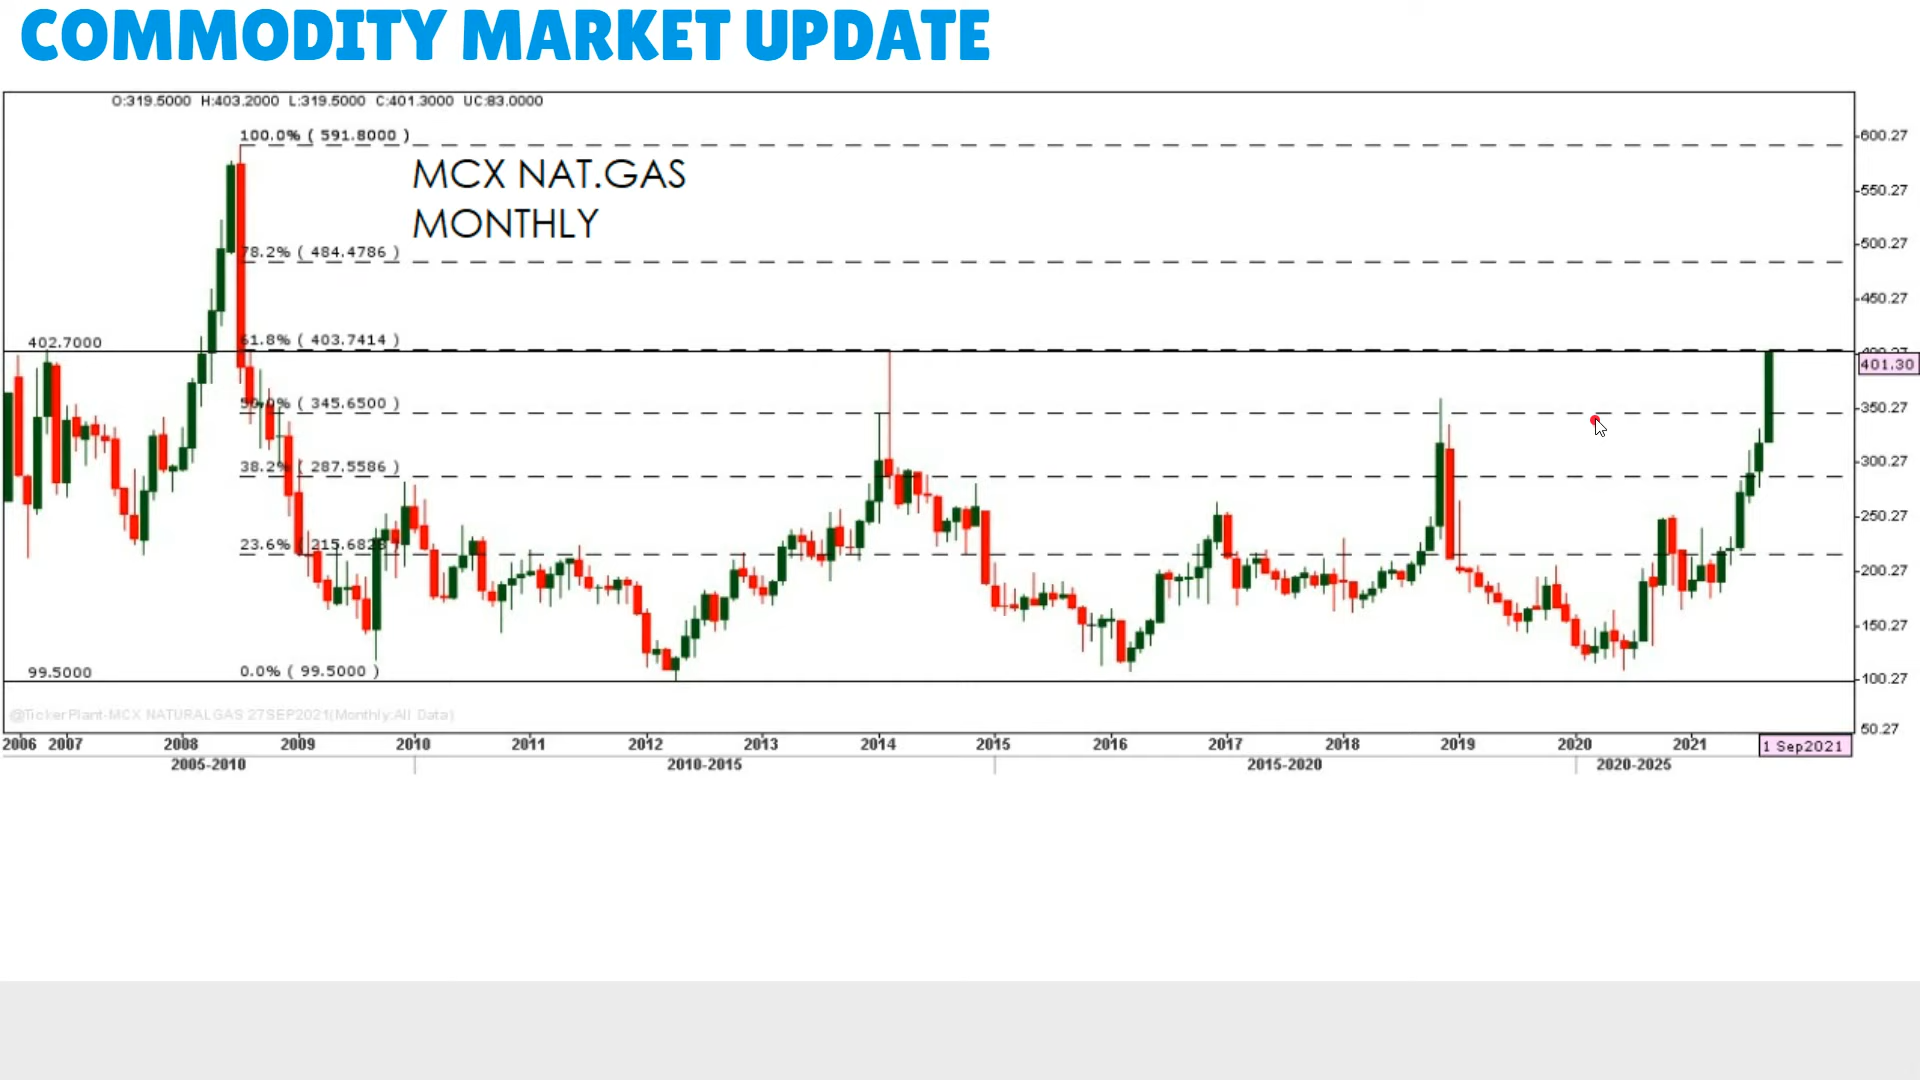 COMMODITY MARKET UPDATE
O:319.5000 H:403.2000 L:319.5000 C:401.3000 UC:83.0000
100.0% ( 591.8000 )
MCX NAT.GAS
MONTHLY
78.2% ( 484.4786 )
402.7000
61.8% ( 403.7414 )
50.0% ( 345.6500 )
38.2% ( 287.5586 )
23.6% ( 215.6828 )
99.5000
0.0% ( 99.5000 )
600.27
550.27
500.27
450.27
401.30
350.27
300.27
250.27
200.27
150.27
100.27
50.27
@TickerPlant-MCX NATURALGAS 27SEP2021(Monthly:All Data)
2006 2007 2008 2009 2010 2011 2012 2013 2014 2015 2016 2017 2018 2019 2020 2021 1 Sep2021
2005-2010 2010-2015 2015-2020 2020-2025